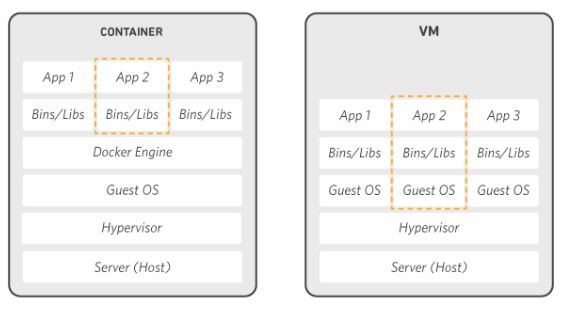 CONTAINER
App 1 App 2 App 3
Bins/Libs Bins/Libs Bins/Libs
Docker Engine
Guest OS
Hypervisor
Server (Host)
VM
App 1 App 2 App 3
Bins/Libs Bins/Libs Bins/Libs
Guest OS Guest OS Guest OS
Hypervisor
Server (Host)